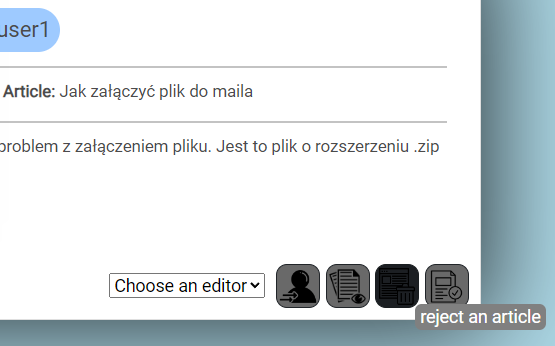 user1
Article: Jak załączyć plik do maila
problem z załączeniem pliku. Jest to plik o rozszerzeniu .zip
Choose an editor
reject an article